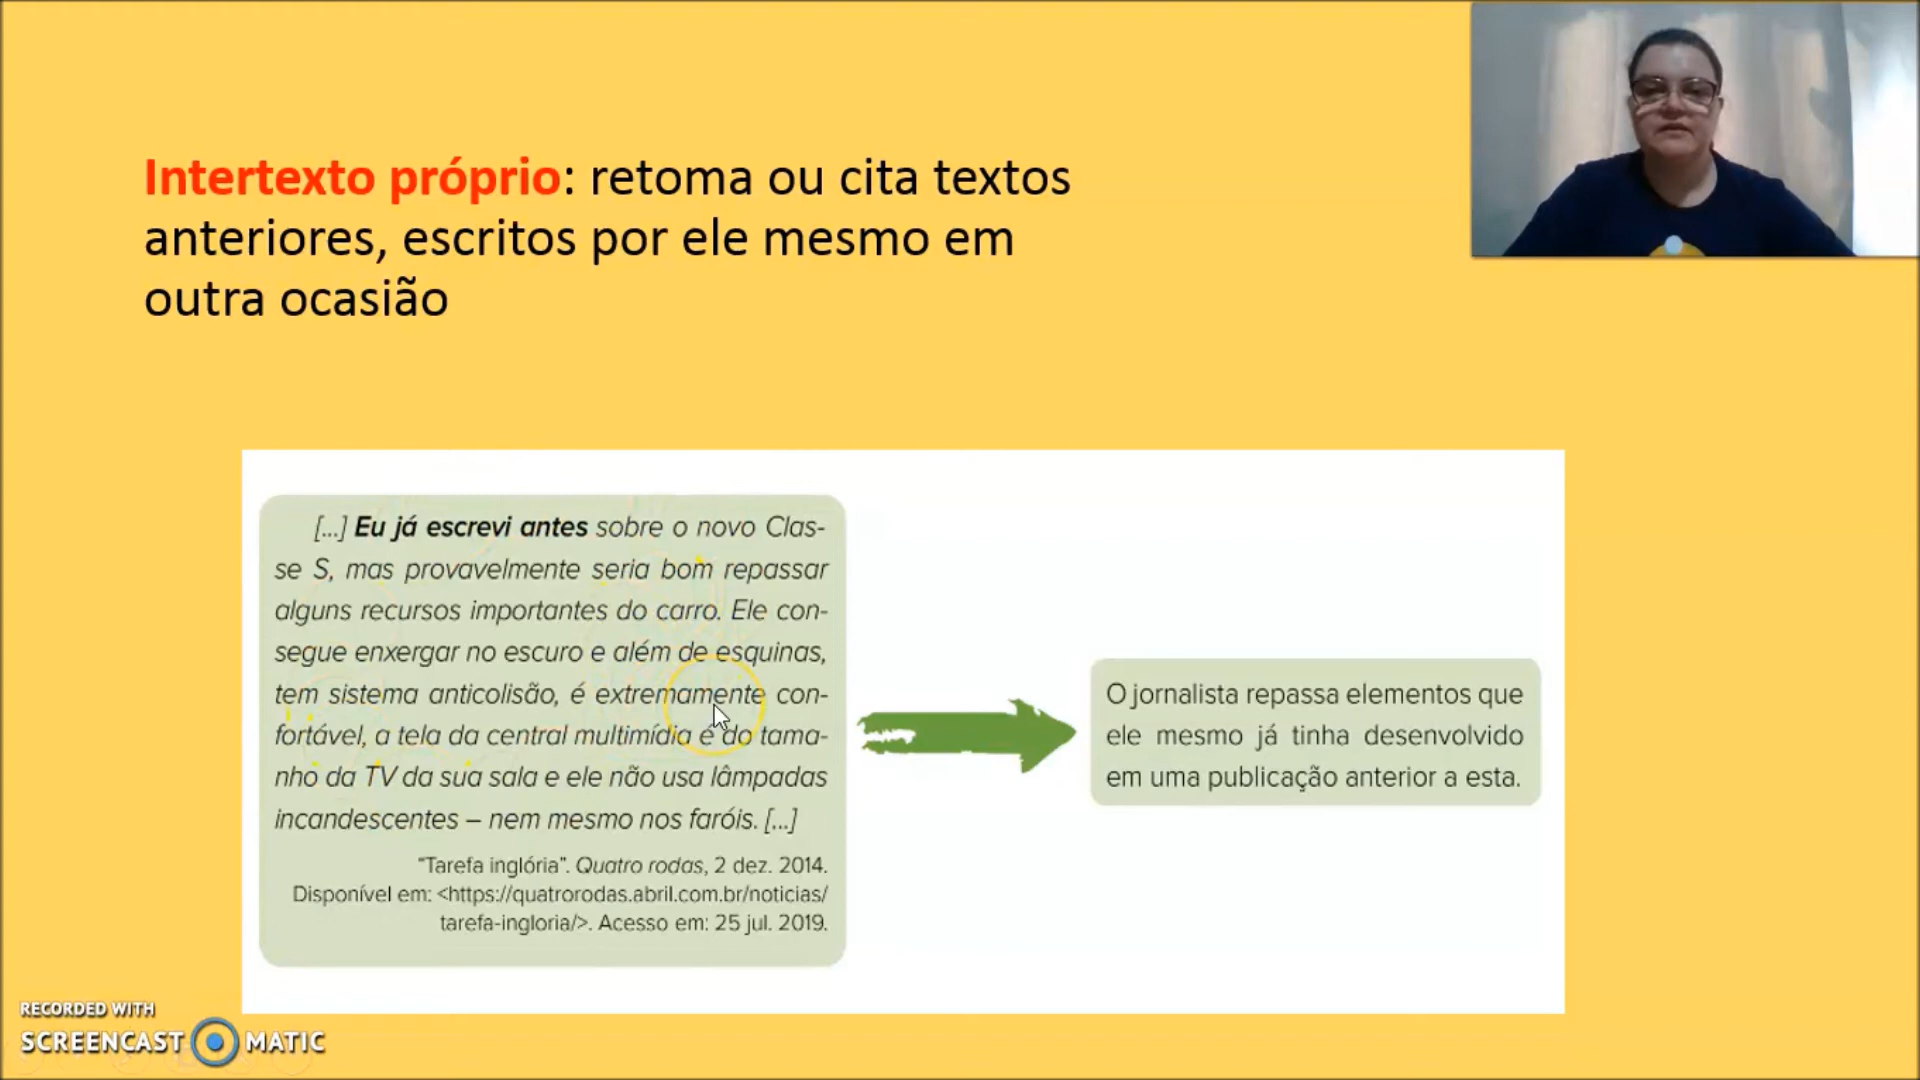 Intertexto próprio: retoma ou cita textos
anteriores, escritos por ele mesmo em
outra ocasião
[...] Eu já escrevi antes sobre o novo Clas-
se S, mas provavelmente seria bom repassar
alguns recursos importantes do carro. Ele con-
segue enxergar no escuro e além de esquinas,
tem sistema anticolisão, é extremamente con-
fortável, a tela da central multimídia é do tama-
nho da TV da sua sala e ele não usa lâmpadas
incandescentes – nem mesmo nos faróis. [...]
“Tarefa inglória”. Quatro rodas, 2 dez. 2014.
Disponível em: <https://quatrorodas.abril.com.br/noticias/
tarefa-ingloria/>. Acesso em: 25 jul. 2019.
O jornalista repassa elementos que
ele mesmo já tinha desenvolvido
em uma publicação anterior a esta.
RECORDED WITH
SCREENCAST MATIC